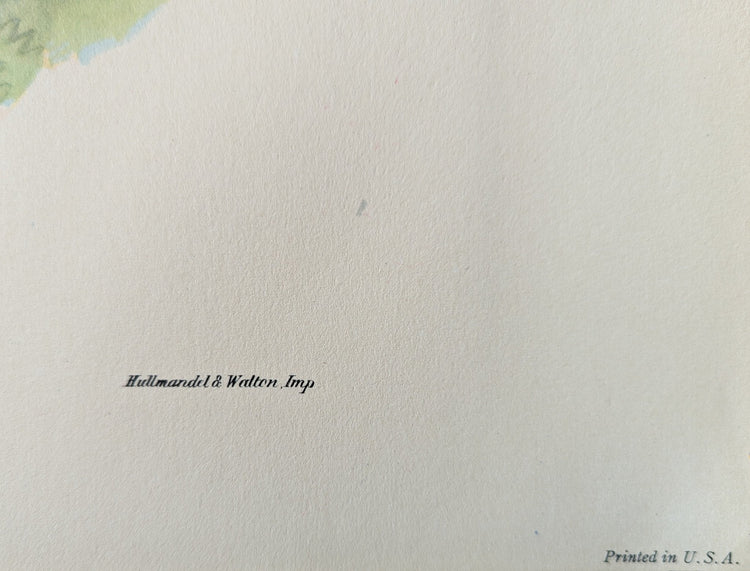 Hullmandel & Walton, Imp
Printed in U. S. A.